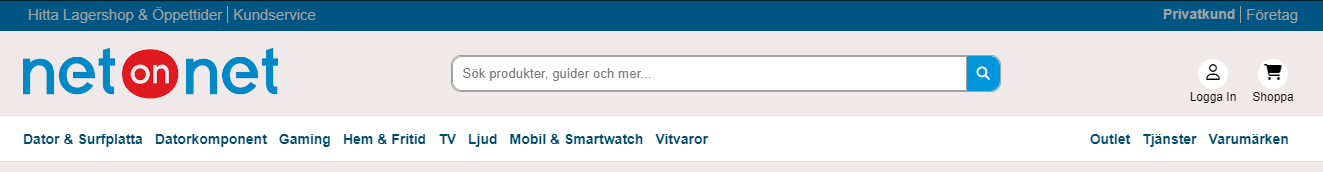 Hitta Lagershop & Öppettider | Kundservice
Privatkund | Företag
netonnet
Sök produkter, guider och mer...
Logga In
Shoppa
Dator & Surfplatta Datorkomponent Gaming Hem & Fritid TV Ljud Mobil & Smartwatch Vitvaror
Outlet Tjänster Varumärken